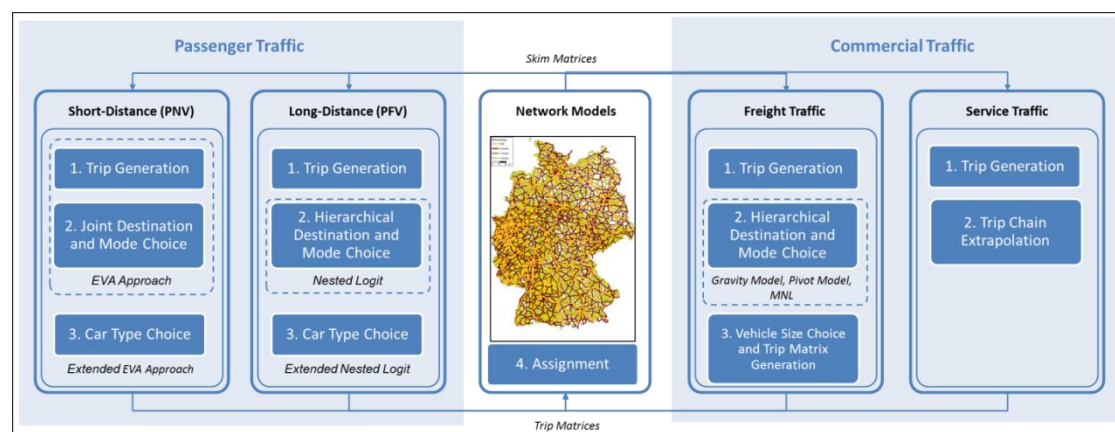 Passenger Traffic
Commercial Traffic
Skim Matrices
Short-Distance (PNV)
1. Trip Generation
2. Joint Destination
and Mode Choice
EVA Approach
3. Car Type Choice
Extended EVA Approach
Long-Distance (PFV)
1. Trip Generation
2. Hierarchical
Destination and
Mode Choice
Nested Logit
3. Car Type Choice
Extended Nested Logit
Network Models
4. Assignment
Freight Traffic
1. Trip Generation
2. Hierarchical
Destination and
Mode Choice
Gravity Model, Pivot Model,
MNL
3. Vehicle Size Choice
and Trip Matrix
Generation
Service Traffic
1. Trip Generation
2. Trip Chain
Extrapolation
Trip Matrices